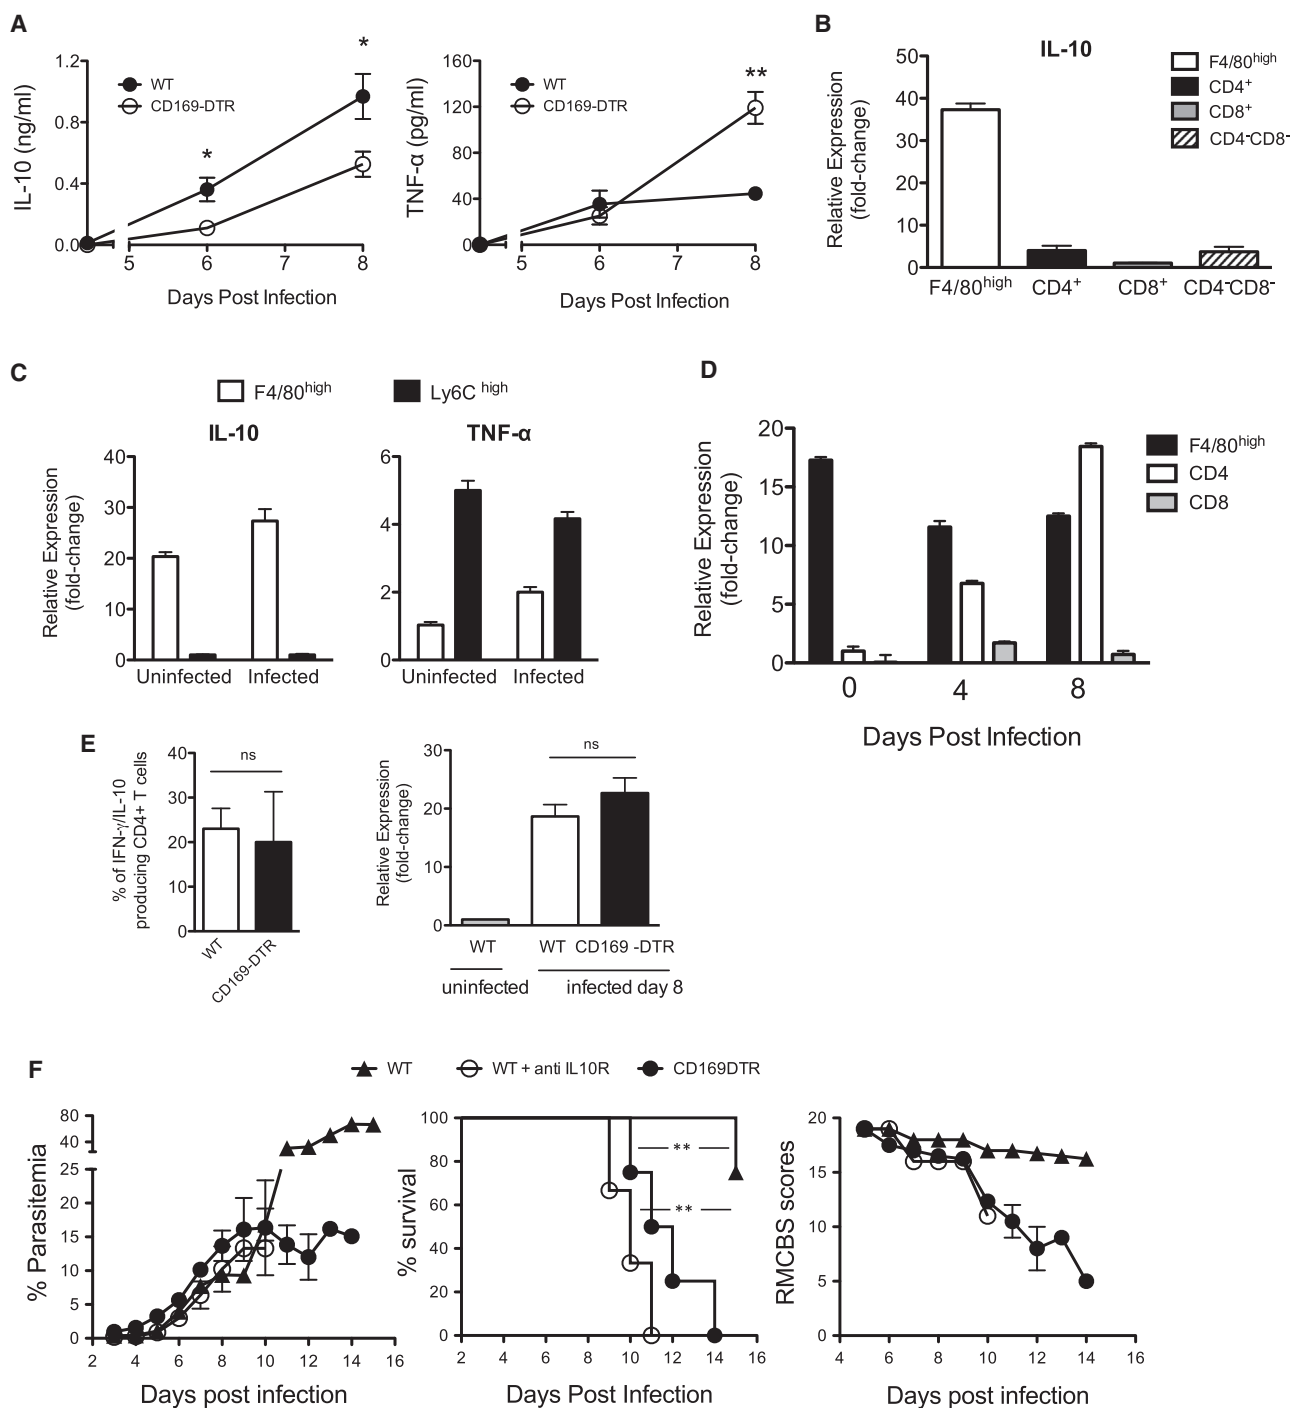 A
IL-10 (ng/ml)
1.2
0.8
0.4
0.0
WT
CD169-DTR
*
*
5 6 7 8
Days Post Infection
TNF-α (pg/ml)
160
120
80
40
0
WT
CD169-DTR
**
5 6 7 8
Days Post Infection
B
IL-10
Relative Expression
(fold-change)
50
40
30
20
10
0
F4/80high CD4+ CD8+ CD4-CD8-
F4/80high
CD4+
CD8+
CD4-CD8-
C
F4/80high Ly6C high
IL-10
Relative Expression
(fold-change)
40
30
20
10
0
Uninfected Infected
TNF-α
6
4
2
0
Uninfected Infected
D
Relative Expression
(fold-change)
20
15
10
5
0
0 4 8
Days Post Infection
F4/80high
CD4
CD8
E
% of IFN-γ/IL-10
producing CD4+ T cells
40
30
20
10
0
ns
WT
CD169-DTR
Relative Expression
(fold-change)
30
20
10
0
ns
WT WT CD169 -DTR
uninfected infected day 8
F
WT WT + anti IL10R CD169DTR
% Parasitemia
80
40
25
20
15
10
5
0
2 4 6 8 10 12 14 16
Days post infection
% survival
100
80
60
40
20
0
**
**
2 4 6 8 10 12 14 16
Days Post Infection
RMCBS scores
20
15
10
5
0
4 6 8 10 12 14 16
Days post infection